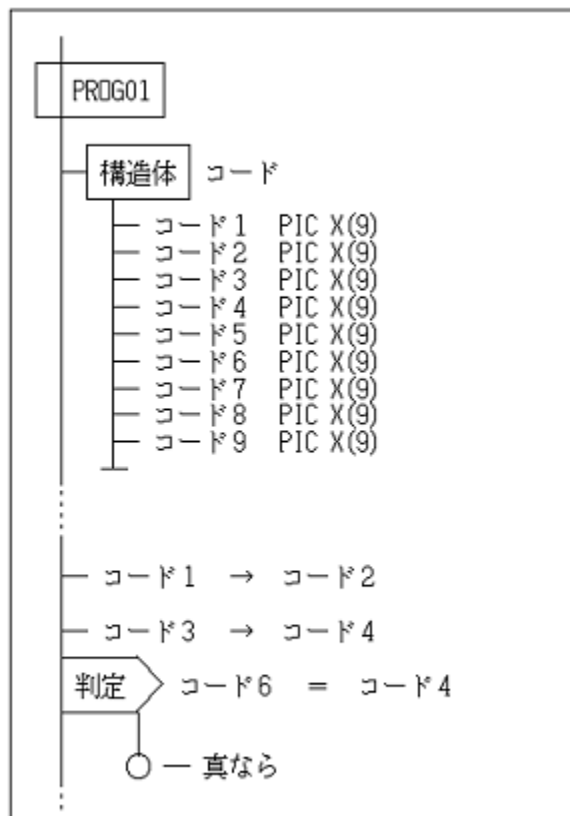 PROG01
構造体 コード
コード1 PIC X(9)
コード2 PIC X(9)
コード3 PIC X(9)
コード4 PIC X(9)
コード5 PIC X(9)
コード6 PIC X(9)
コード7 PIC X(9)
コード8 PIC X(9)
コード9 PIC X(9)
コード1 → コード2
コード3 → コード4
判定 コード6 = コード4
真なら